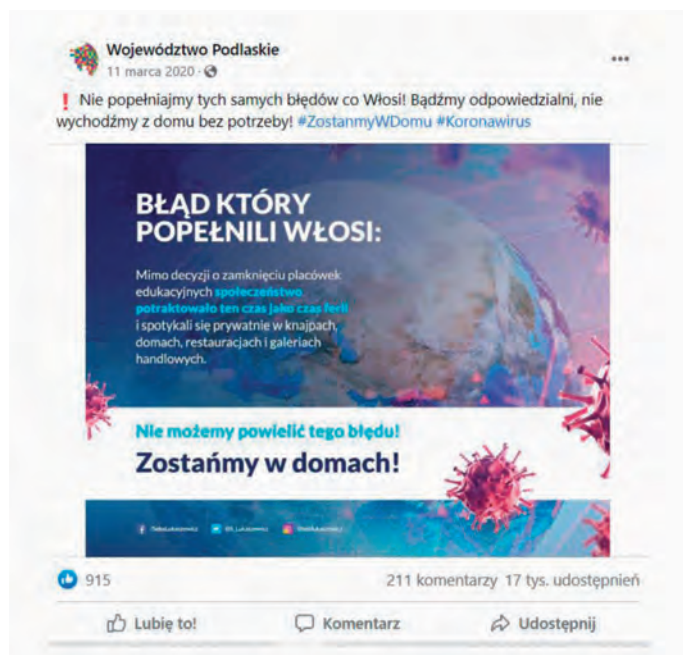 Województwo Podlaskie
11 marca 2020 ·
❗ Nie popełniajmy tych samych błędów co Włosi! Bądźmy odpowiedzialni, nie
wychodźmy z domu bez potrzeby! #ZostanmyWDomu #Koronawirus
BŁĄD KTÓRY
POPEŁNILI WŁOSI:
Mimo decyzji o zamknięciu placówek
edukacyjnych społeczeństwo
potraktowało ten czas jako czas ferii
i spotykali się prywatnie w knajpach,
domach, restauracjach i galeriach
handlowych.
Nie możemy powielić tego błędu!
Zostańmy w domach!
915
211 komentarzy 17 tys. udostępnień
Lubię to!
Komentarz
Udostępnij